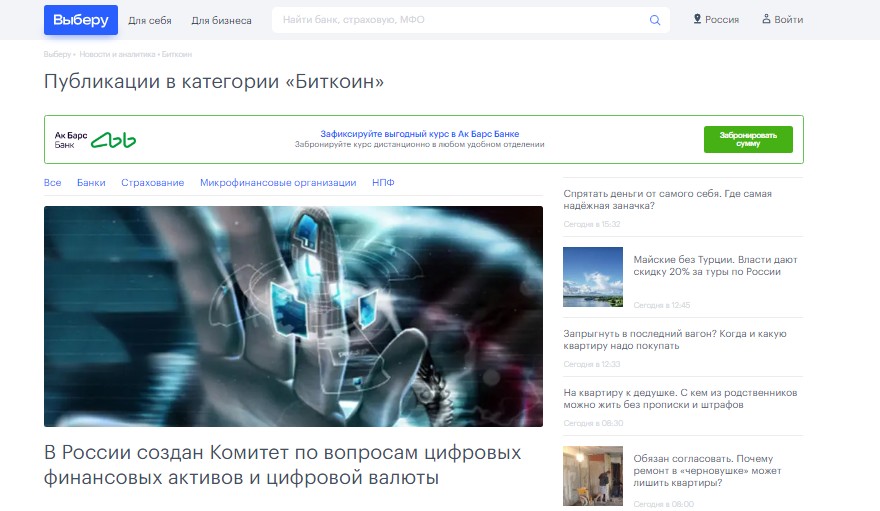 Выберу
Для себя
Для бизнеса
Найти банк, страховую, МФО
Россия
Войти
Выберу • Новости и аналитика • Биткоин
Публикации в категории «Биткоин»
Ак Барс
Банк
Зафиксируйте выгодный курс в Ак Барс Банке
Забронируйте курс дистанционно в любом удобном отделении
Забронировать
сумму
Все
Банки
Страхование
Микрофинансовые организации
НПФ
В России создан Комитет по вопросам цифровых
финансовых активов и цифровой валюты
Спрятать деньги от самого себя. Где самая
надёжная заначка?
Сегодня в 15:32
Майские без Турции. Власти дают
скидку 20% за туры по России
Сегодня в 13:45
Запрыгнуть в последний вагон? Когда и какую
квартиру надо покупать
Сегодня в 12:33
На квартиру к дедушке. С кем из родственников
можно жить без прописки и штрафов
Сегодня в 08:30
Обязан согласовать. Почему
ремонт в «черновушке» может
лишить квартиры?
Сегодня в 08:00